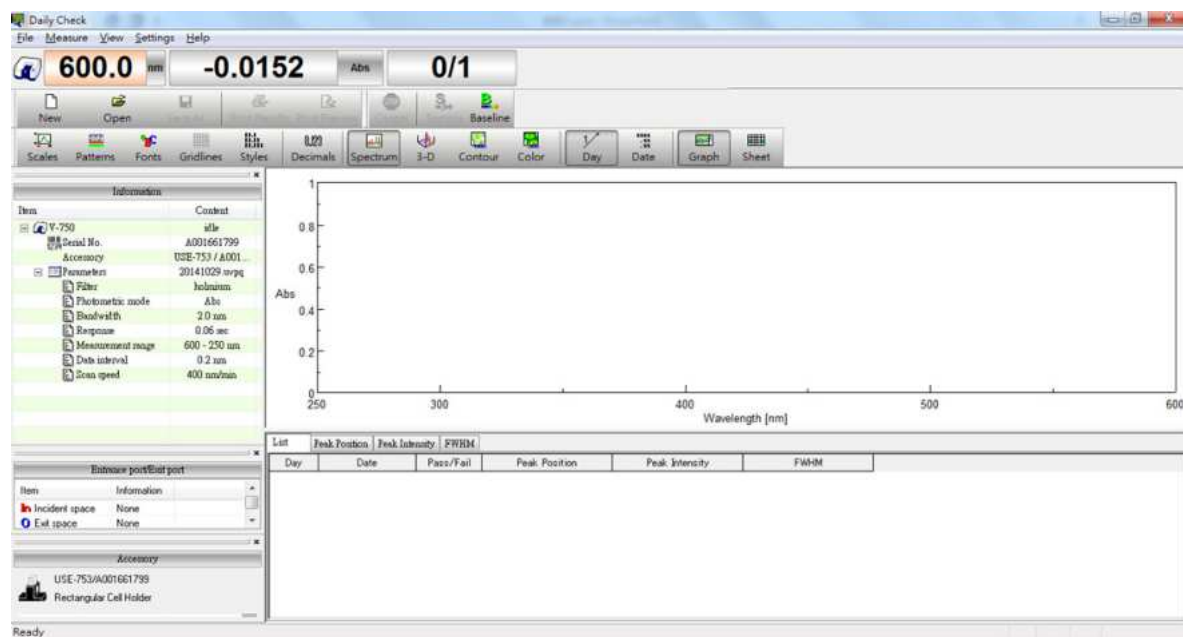 Daily Check
File Measure View Settings Help
600.0 nm -0.0152 Abs 0/1
New Open Baseline
Scales Patterns Fonts Gridlines Styles Decimals Spectrum 3-D Contour Color Day Date Graph Sheet
Information
Item Content
V-750 idle
Serial No. A001661799
Accessory USE-753 / A001...
Parameters 20141029.uvpq
Filter holmium
Photometric mode Abs
Bandwidth 2.0 nm
Response 0.06 sec
Measurement range 600 - 250 nm
Data interval 0.2 nm
Scan speed 400 nm/min
Entrance port/Exit port
Item Information
In Incident space None
O Exit space None
Accessory
USE-753/A001661799
Rectangular Cell Holder
1
0.8
0.6
Abs
0.4
0.2
0
250 300 400 500 600
Wavelength [nm]
List Peak Position Peak Intensity FWHM
Day Date Pass/Fail Peak Position Peak Intensity FWHM
Ready